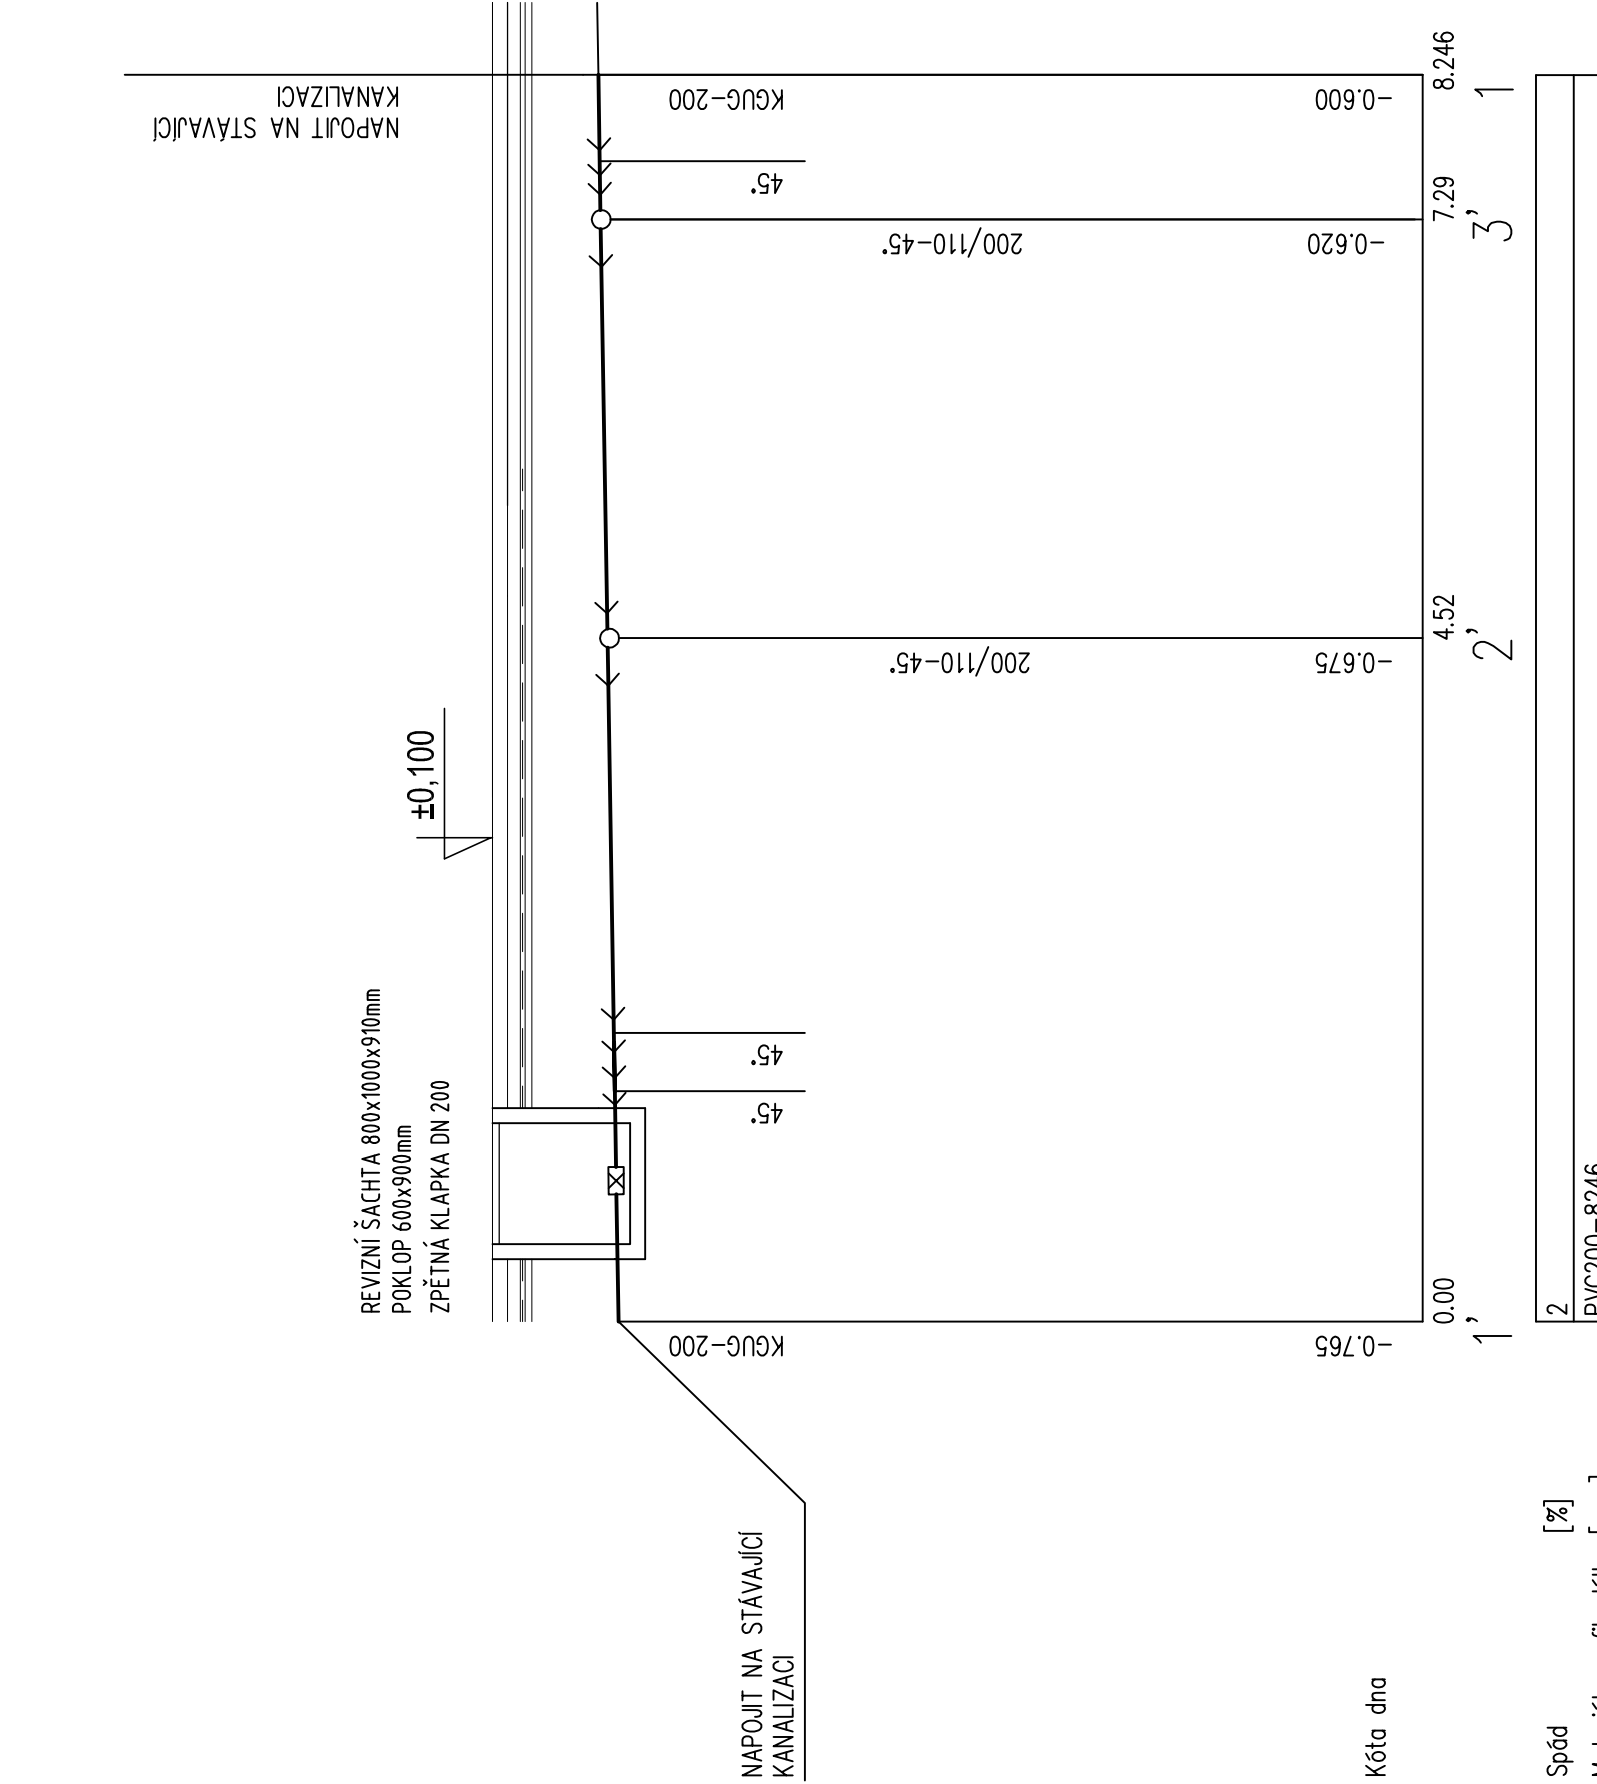 REVIZNÍ ŠACHTA 800x1000x910mm
POKLOP 600x900mm
ZPĚTNÁ KLAPKA DN 200
±0,100
NAPOJIT NA STÁVAJÍCÍ
KANALIZACI
NAPOJIT NA STÁVAJÍCÍ
KANALIZACI
KGUG-200
45°
45°
200/110-45°
200/110-45°
45°
KGUG-200
Kóta dna
-0.765
-0.675
-0.620
-0.600
0.00
4.52
7.29
8.246
1'
2'
3'
1
Spád [%]
2
PVC200-8246